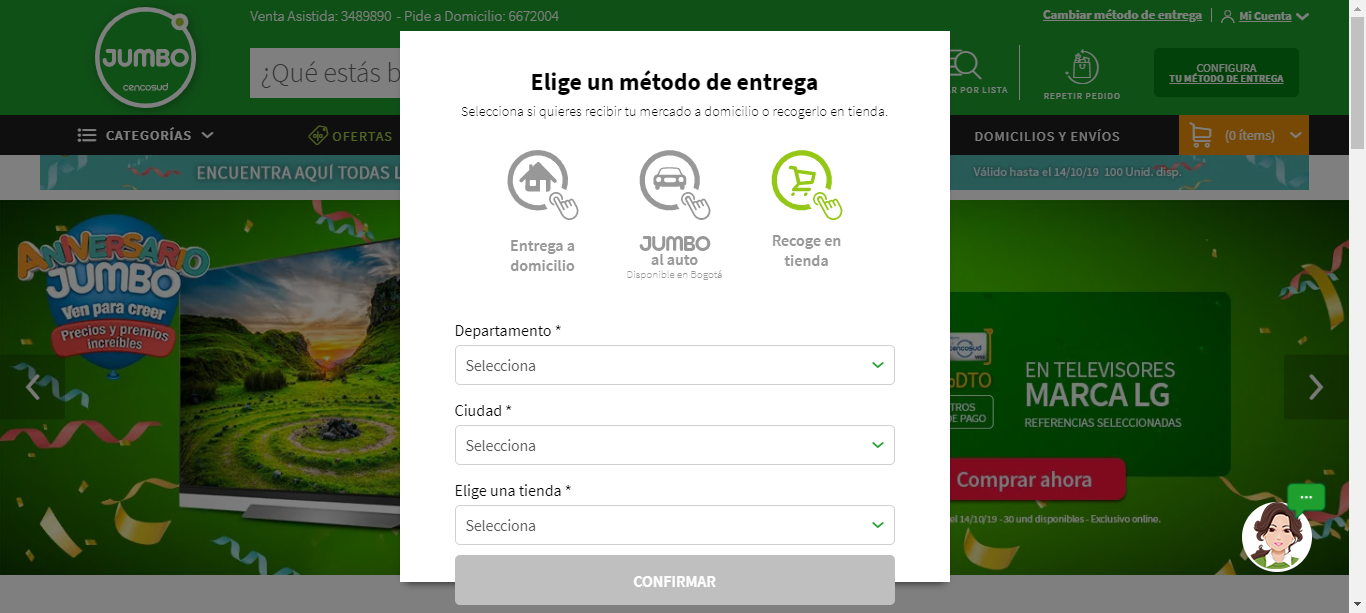 Venta Asistida: 3489890 - Pide a Domicilio: 6672004
Cambiar método de entrega
Mi Cuenta
JUMBO
cencosud
¿Qué estás b
R POR LISTA
REPETIR PEDIDO
CONFIGURA
TU MÉTODO DE ENTREGA
CATEGORÍAS
OFERTAS
DOMICILIOS Y ENVÍOS
(0 ítems)
ENCUENTRA AQUÍ TODAS L
Válido hasta el 14/10/19 100 Unid. disp.
Elige un método de entrega
Selecciona si quieres recibir tu mercado a domicilio o recogerlo en tienda.
Entrega a
domicilio
JUMBO
al auto
Disponible en Bogotá
Recoge en
tienda
Departamento *
Selecciona
Ciudad *
Selecciona
Elige una tienda *
Selecciona
CONFIRMAR
ANIVERSARIO
JUMBO
Ven para creer
Precios y premios
increíbles
cencosud
%DTO
TROS
DE PAGO
EN TELEVISORES
MARCA LG
REFERENCIAS SELECCIONADAS
Comprar ahora
el 14/10/19 -30 und disponibles - Exclusivo online.